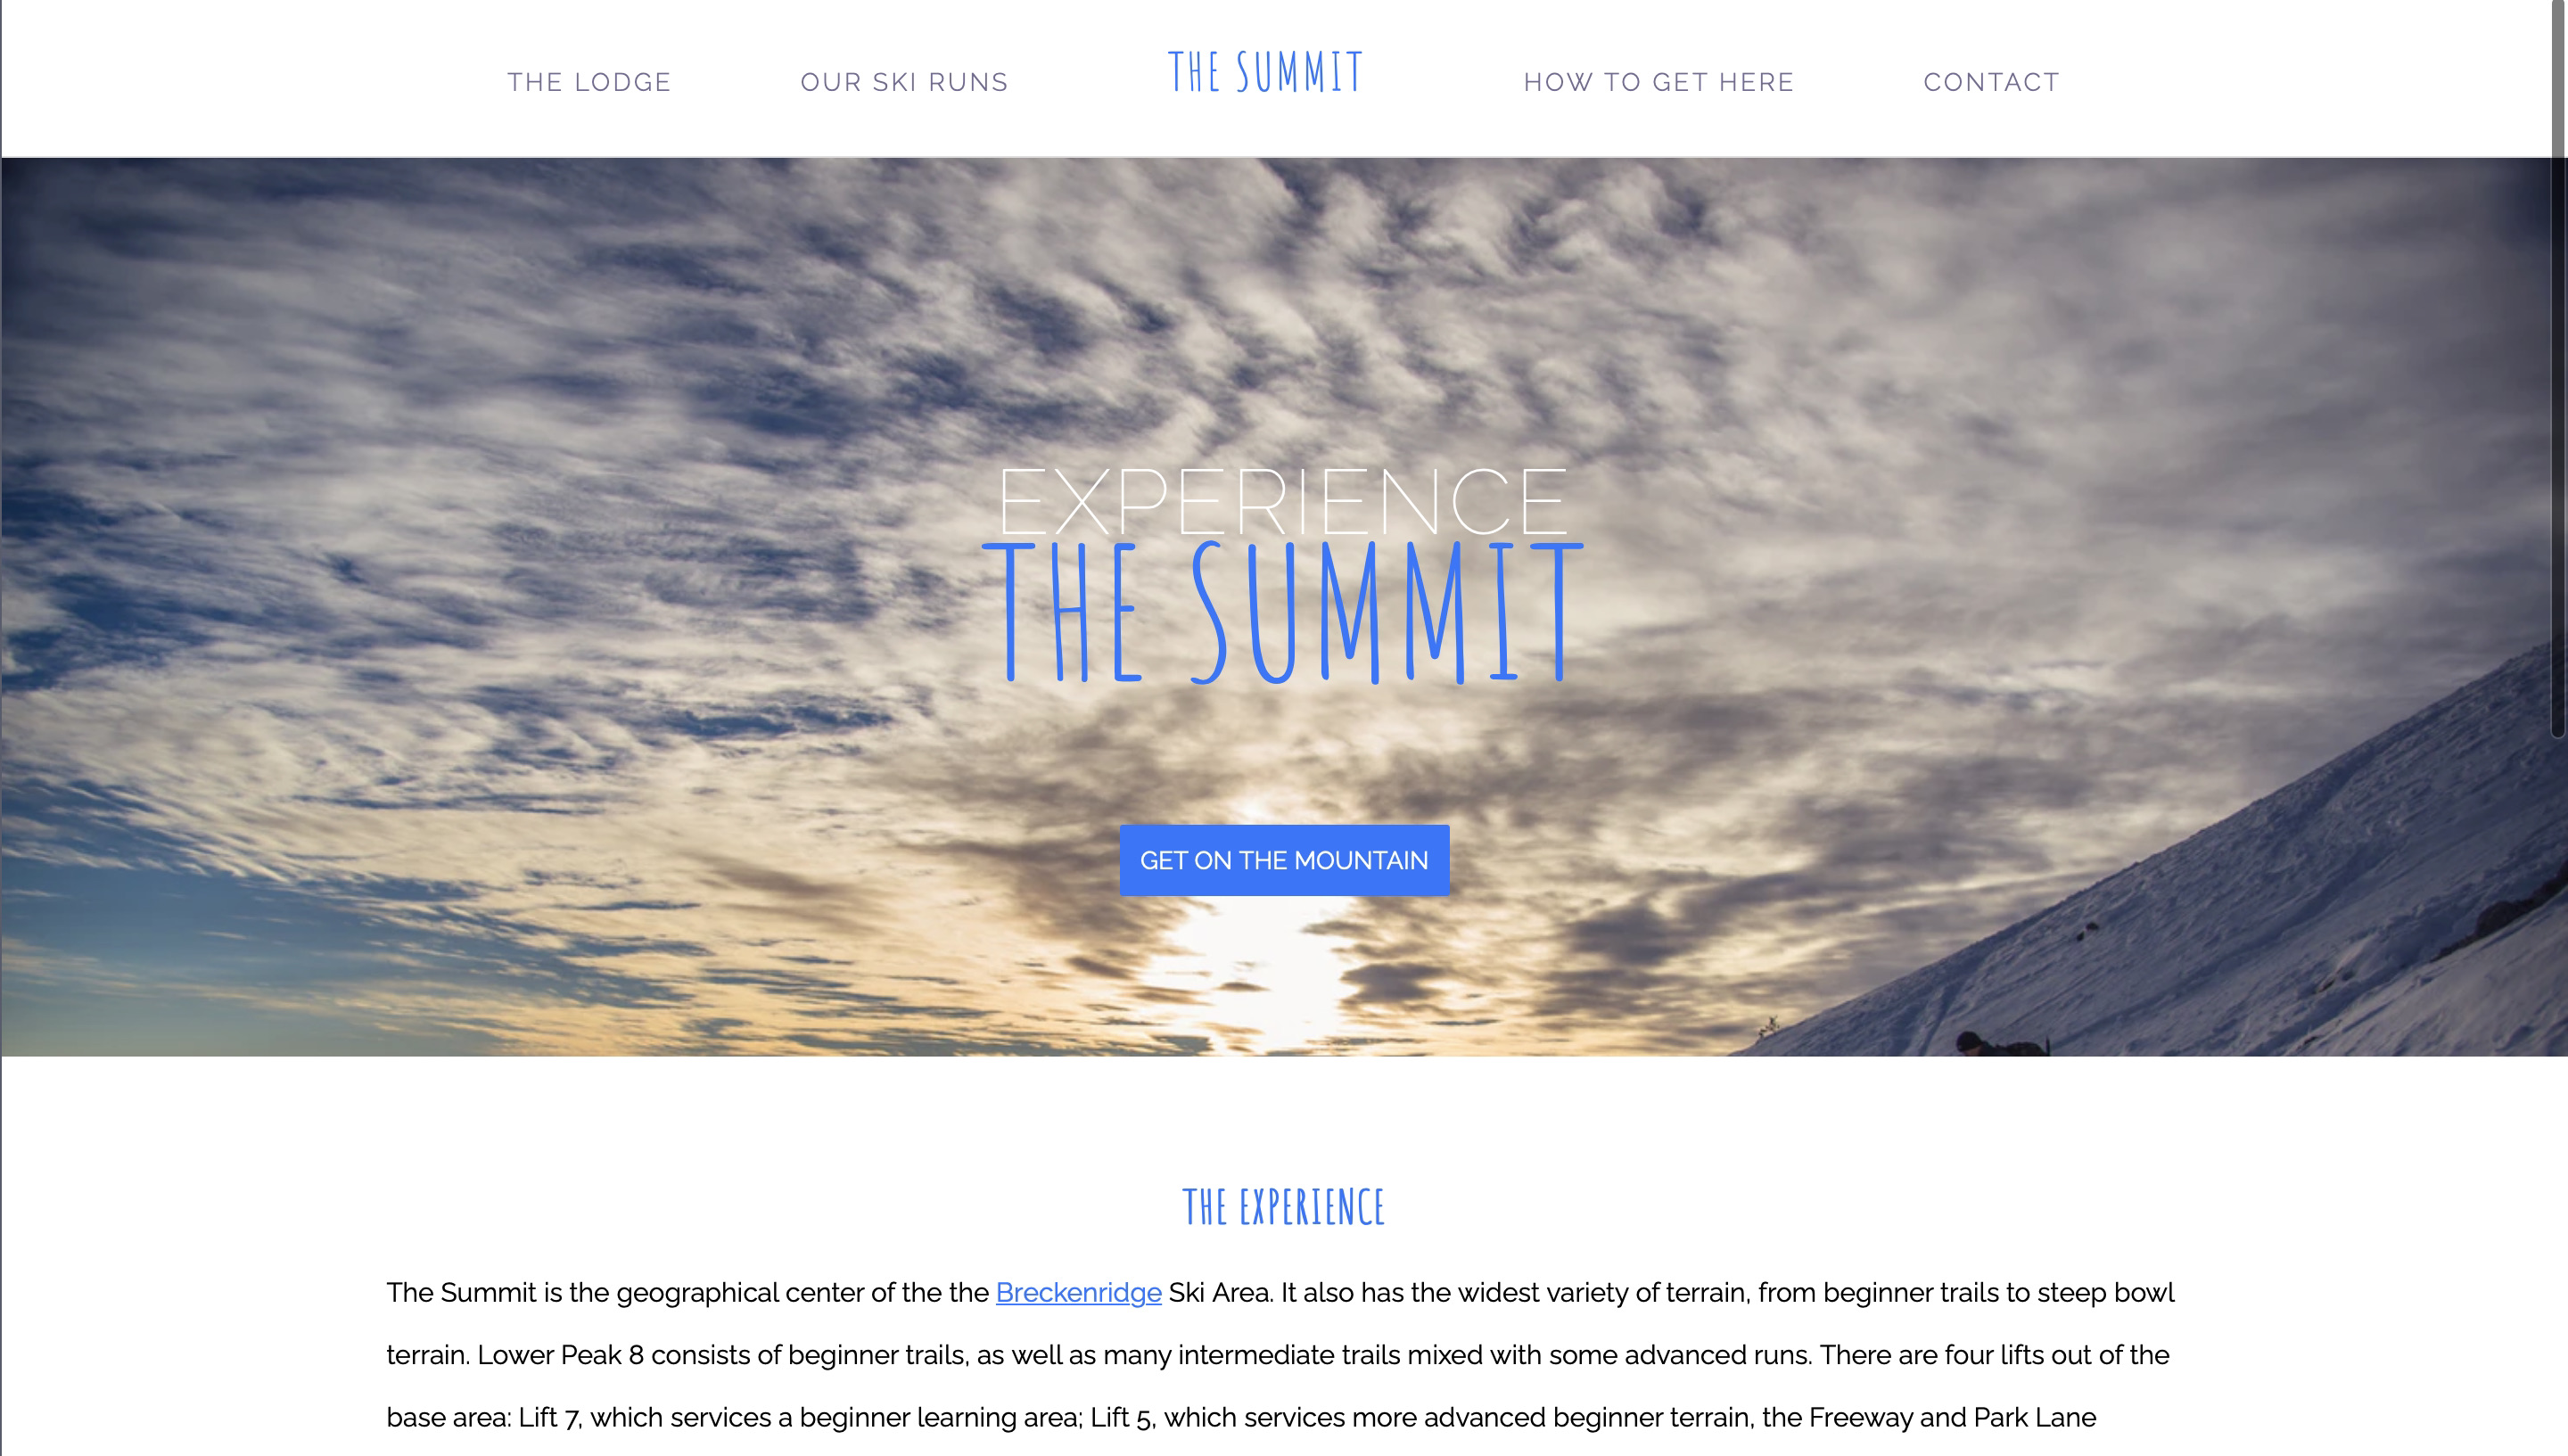 THE LODGE OUR SKI RUNS THE SUMMIT HOW TO GET HERE CONTACT
EXPERIENCE
THE SUMMIT
GET ON THE MOUNTAIN
THE EXPERIENCE
The Summit is the geographical center of the the Breckenridge Ski Area. It also has the widest variety of terrain, from beginner trails to steep bowl
terrain. Lower Peak 8 consists of beginner trails, as well as many intermediate trails mixed with some advanced runs. There are four lifts out of the
base area: Lift 7, which services a beginner learning area; Lift 5, which services more advanced beginner terrain, the Freeway and Park Lane